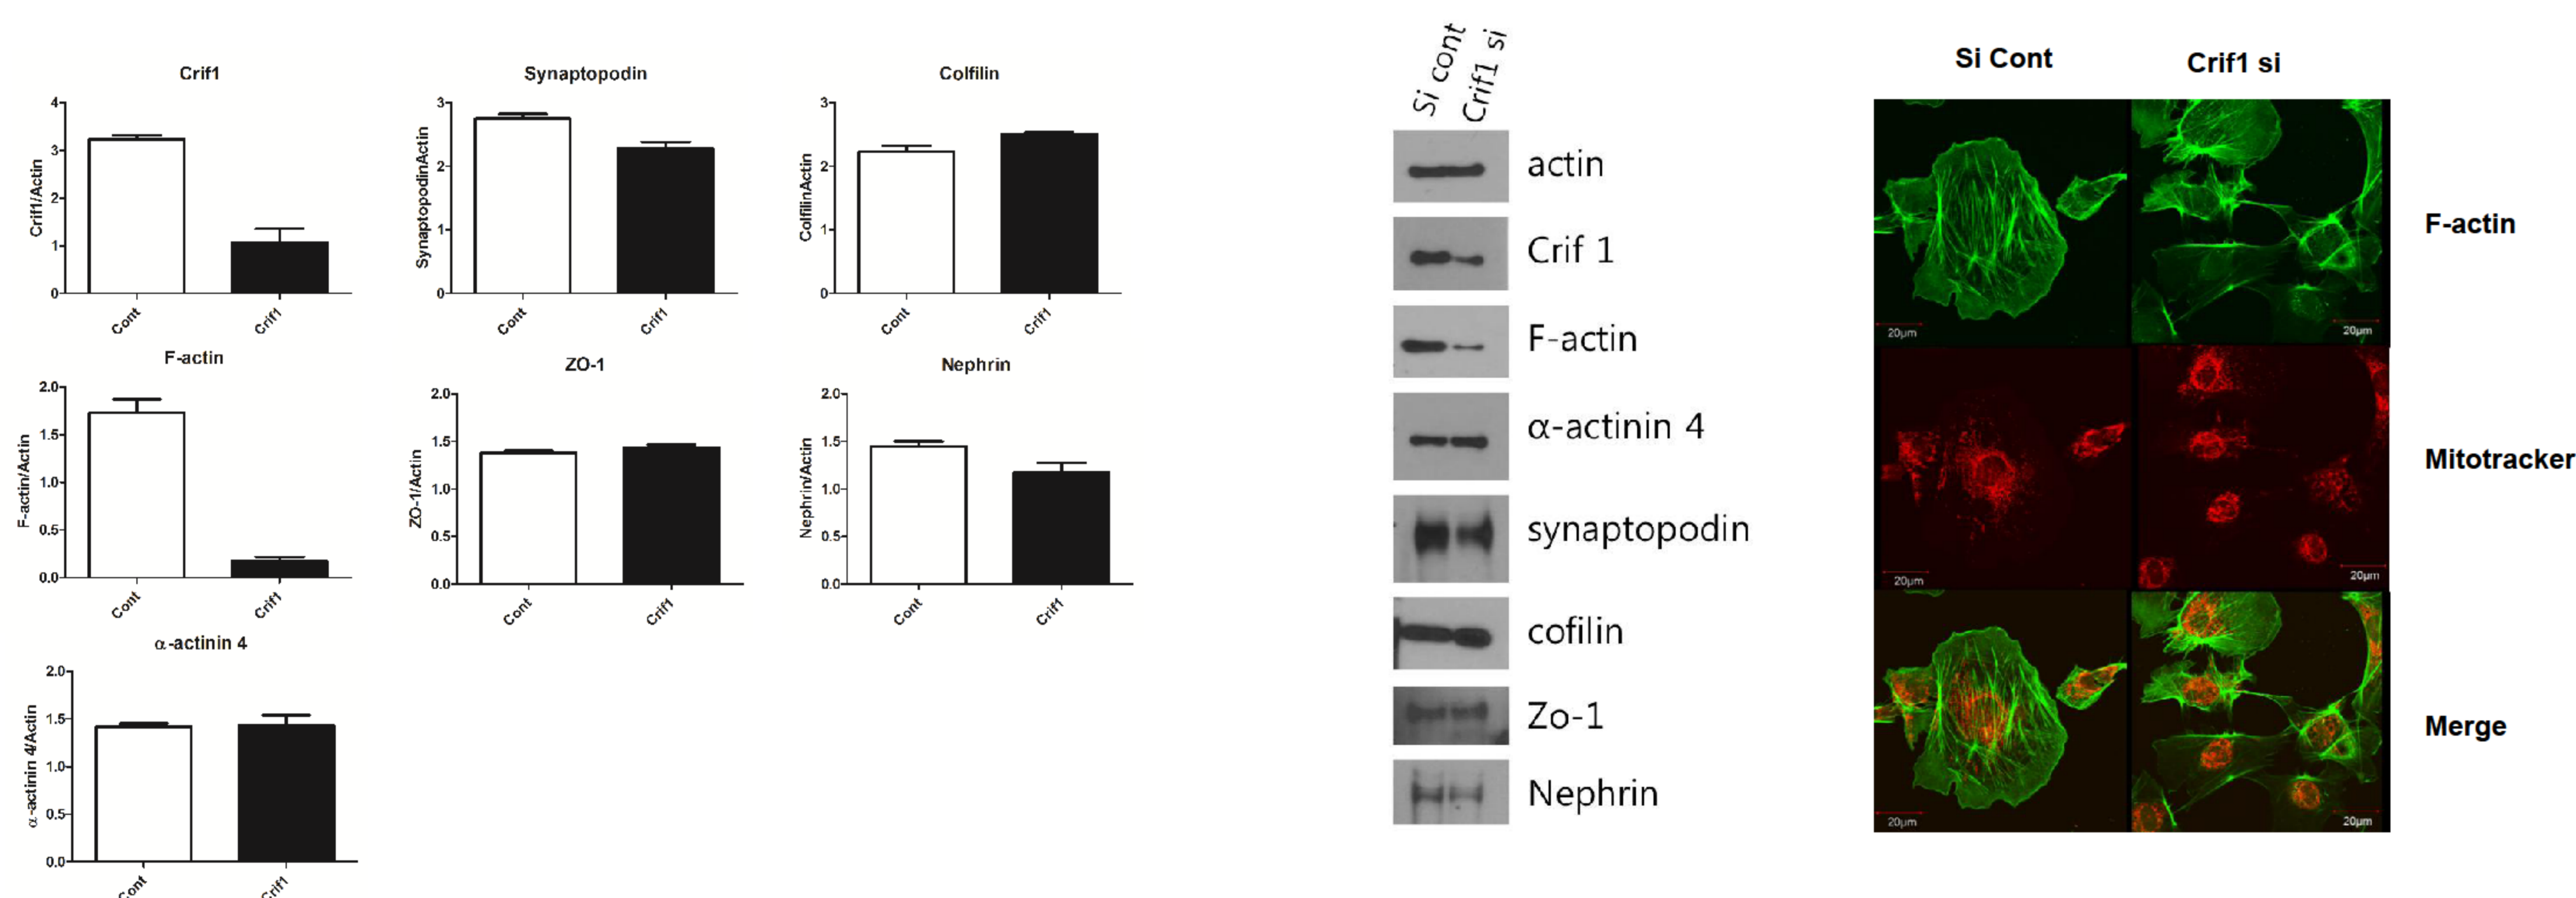 Crif1
Crif1/Actin
4
3
2
1
0
Cont
Crif1
Synaptopodin
Synaptopodin/Actin
3
2
1
0
Cont
Crif1
Colfilin
Colfilin/Actin
3
2
1
0
Cont
Crif1
F-actin
F-actin/Actin
2.0
1.5
1.0
0.5
0.0
Cont
Crif1
ZO-1
ZO-1/Actin
2.0
1.5
1.0
0.5
0.0
Cont
Crif1
Nephrin
Nephrin/Actin
2.0
1.5
1.0
0.5
0.0
Cont
Crif1
α-actinin 4
α-actinin 4/Actin
2.0
1.5
1.0
0.5
0.0
Cont
Crif1
Si cont
Crif1 si
actin
Crif 1
F-actin
α-actinin 4
synaptopodin
cofilin
Zo-1
Nephrin
Si Cont
Crif1 si
F-actin
20μm
20μm
Mitotracker
20μm
20μm
Merge
20μm
20μm